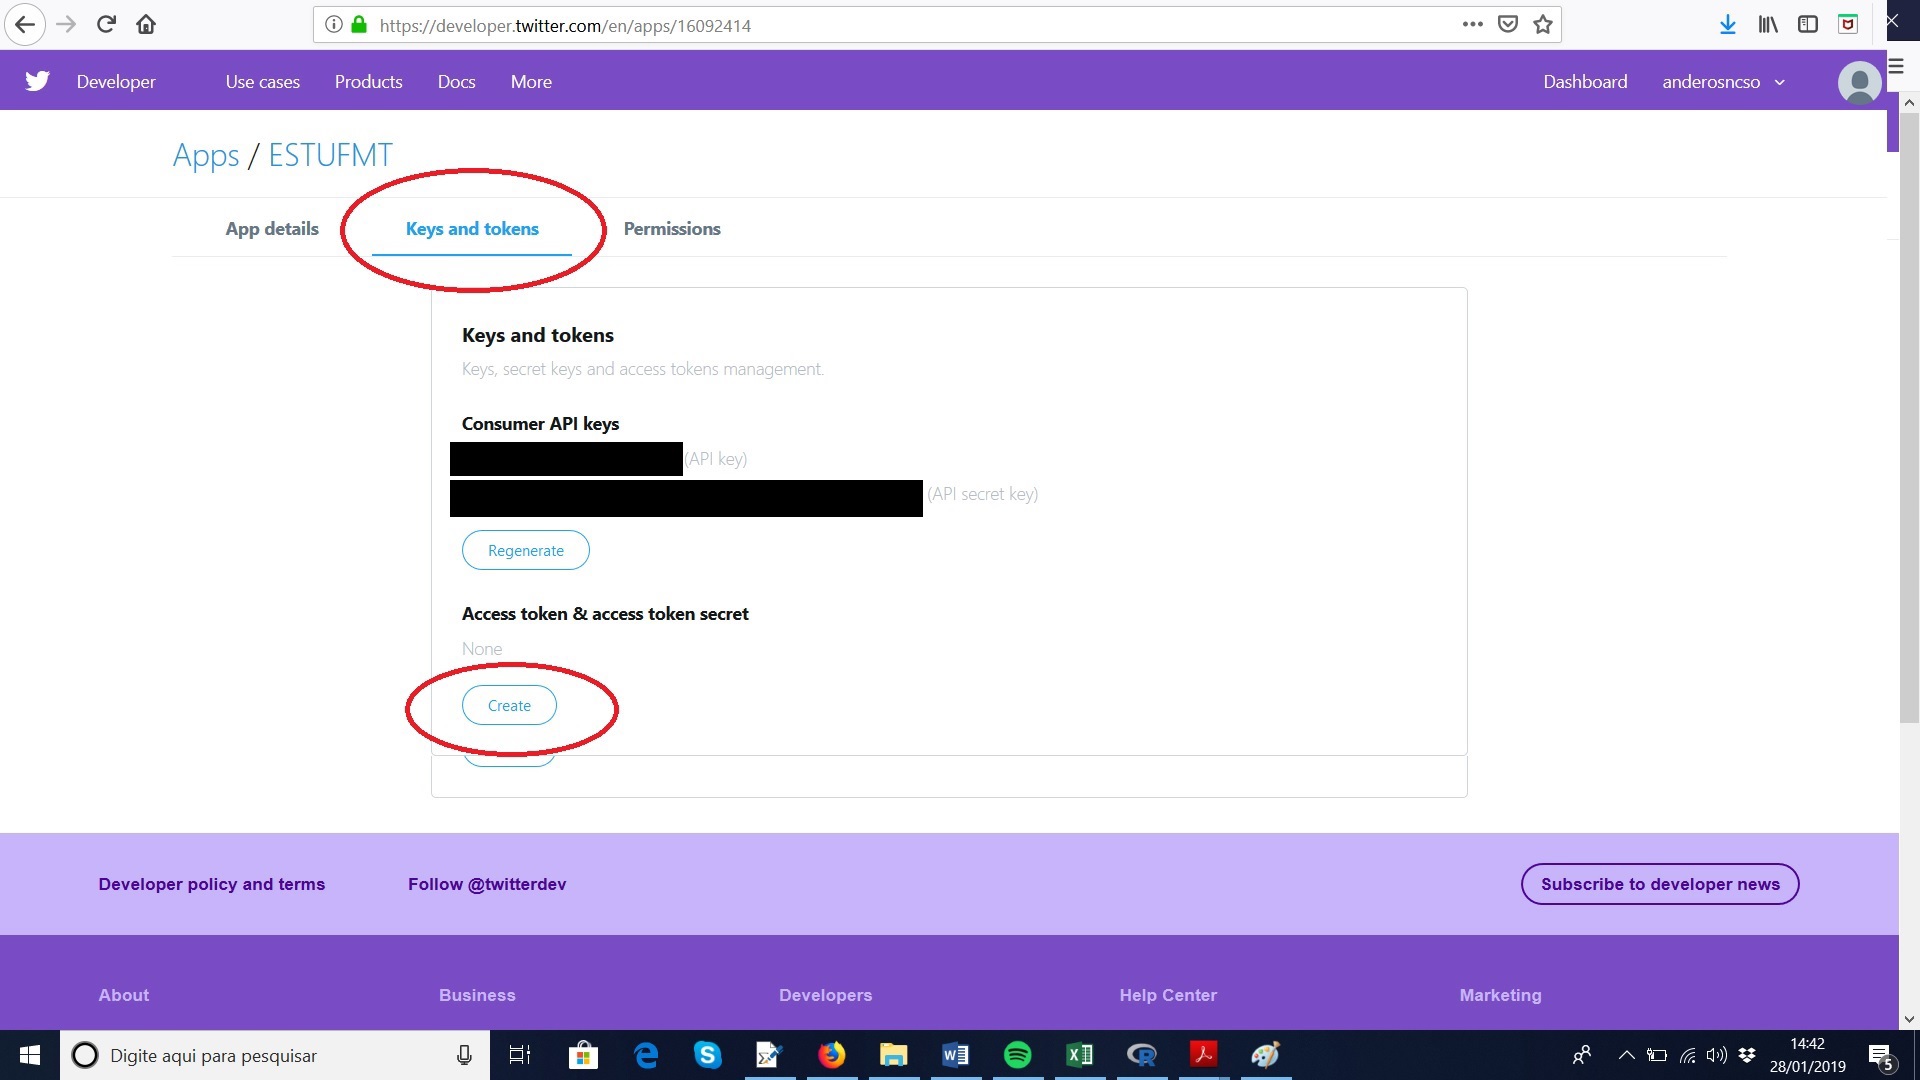 https://developer.twitter.com/en/apps/16092414
Developer Use cases Products Docs More Dashboard anderosncso
Apps / ESTUFMT
App details Keys and tokens Permissions
Keys and tokens
Keys, secret keys and access tokens management.
Consumer API keys
(API key)
(API secret key)
Regenerate
Access token & access token secret
None
Create
Developer policy and terms Follow @twitterdev Subscribe to developer news
About Business Developers Help Center Marketing
Digite aqui para pesquisar
14:42
28/01/2019
5